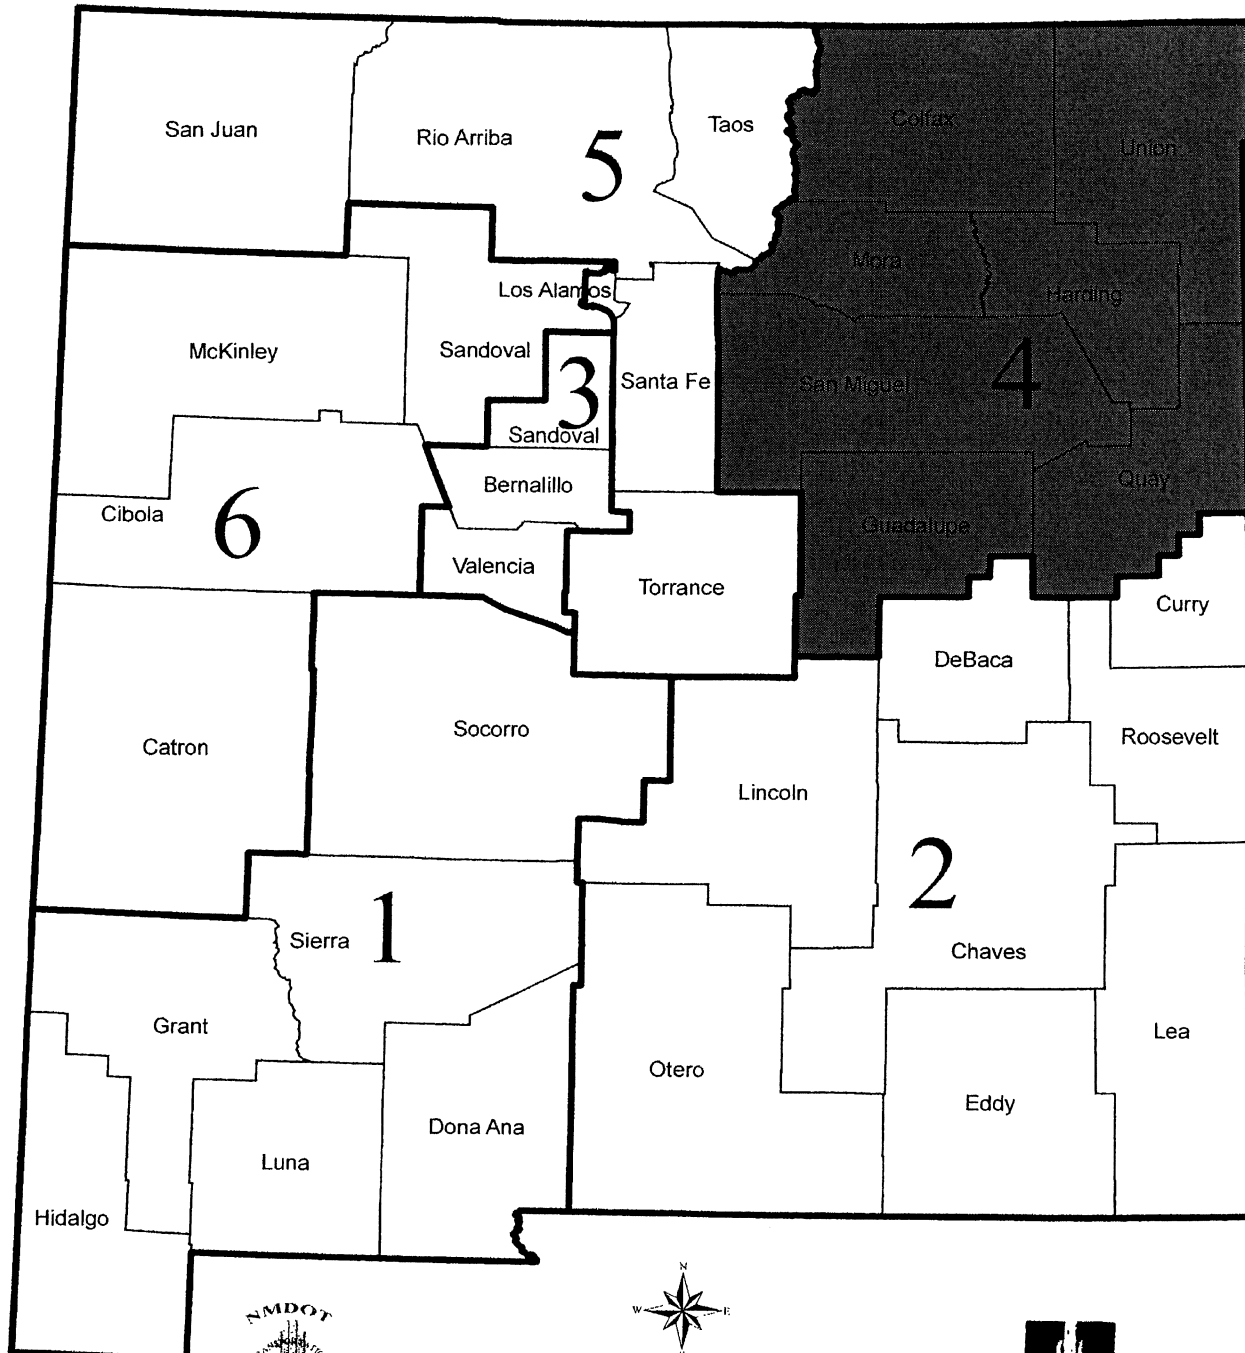 San Juan
Rio Arriba
5
Taos
Colfax
Union
Mora
Harding
Los Alamos
McKinley
Sandoval
3
Santa Fe
San Miguel
4
Sandoval
Bernalillo
Quay
Cibola
6
Guadalupe
Valencia
Torrance
Curry
DeBaca
Catron
Socorro
Roosevelt
Lincoln
2
Sierra
1
Chaves
Grant
Lea
Otero
Eddy
Dona Ana
Luna
Hidalgo
N
W E
NMDOT